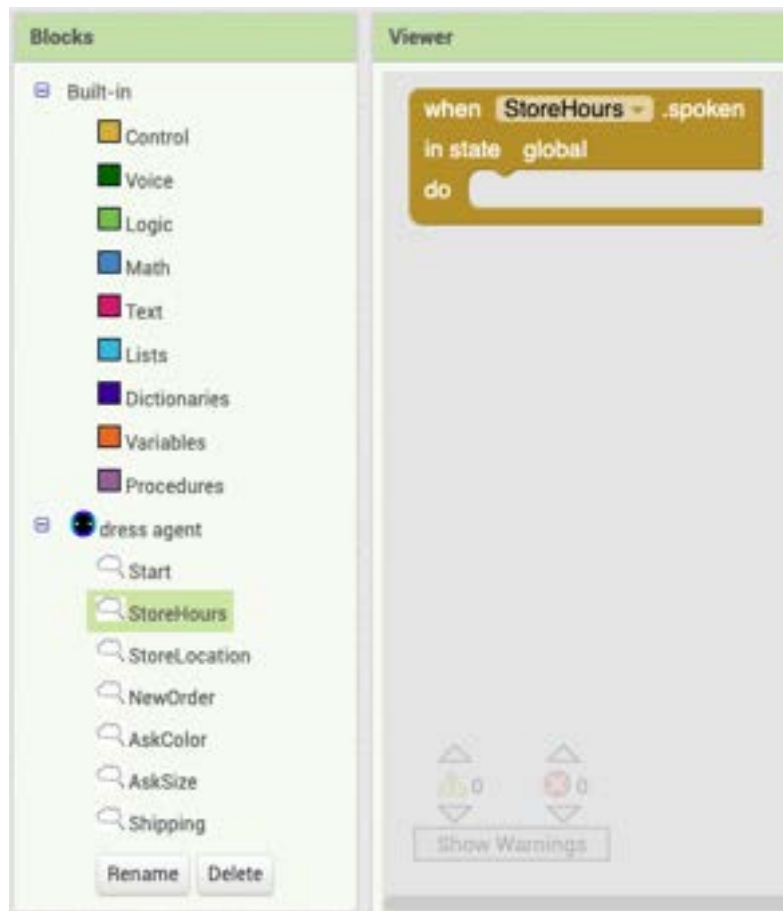 Blocks
Built-in
Control
Voice
Logic
Math
Text
Lists
Dictionaries
Variables
Procedures
dress agent
Start
StoreHours
StoreLocation
NewOrder
AskColor
AskSize
Shipping
Rename Delete
Viewer
when StoreHours .spoken
in state global
do
0 0
Show Warnings